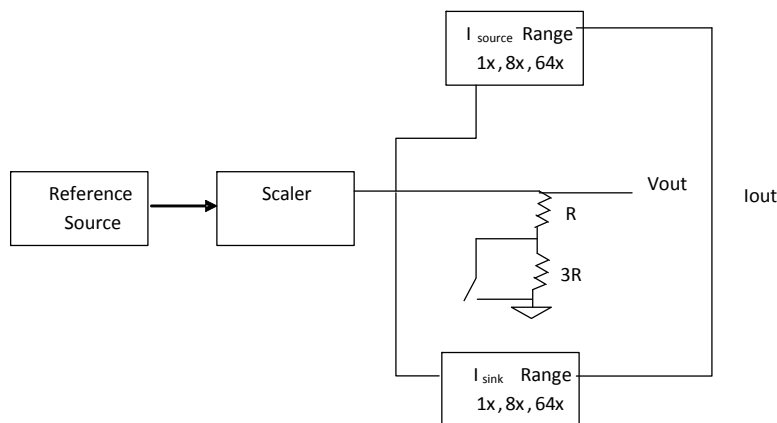 I source Range
1x, 8x, 64x
Reference
Source
Scaler
Vout
Iout
R
3R
I sink Range
1x, 8x, 64x